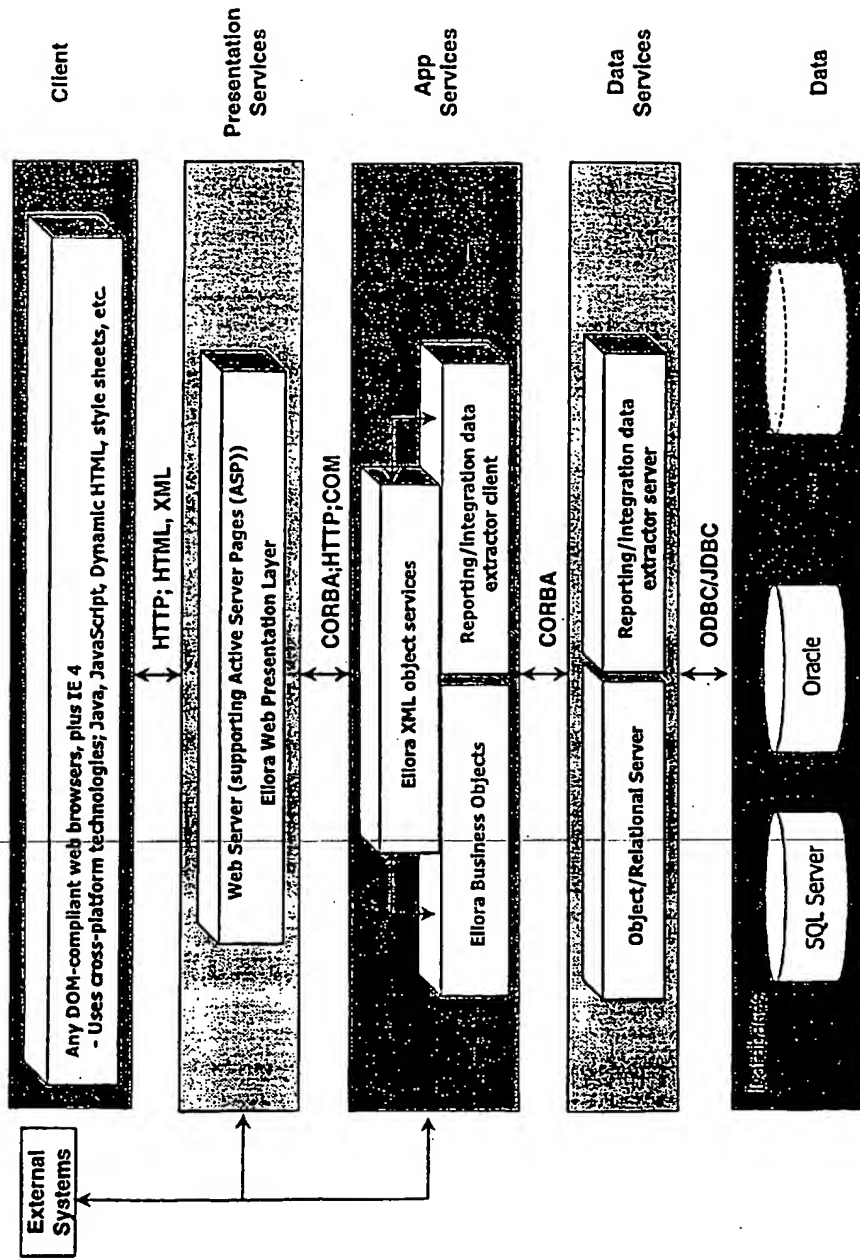 External
Systems
Client
Any DOM-compliant web browsers, plus IE 4
- Uses cross-platform technologies; Java, JavaScript, Dynamic HTML, style sheets, etc.
HTTP; HTML, XML
Presentation
Services
Web Server (supporting Active Server Pages (ASP))
Ellora Web Presentation Layer
CORBA;HTTP;COM
App
Services
Ellora XML object services
Ellora Business Objects
Reporting/Integration data
extractor client
CORBA
Data
Services
Object/Relational Server
Reporting/Integration data
extractor server
ODBC/JDBC
Data
SQL Server
Oracle